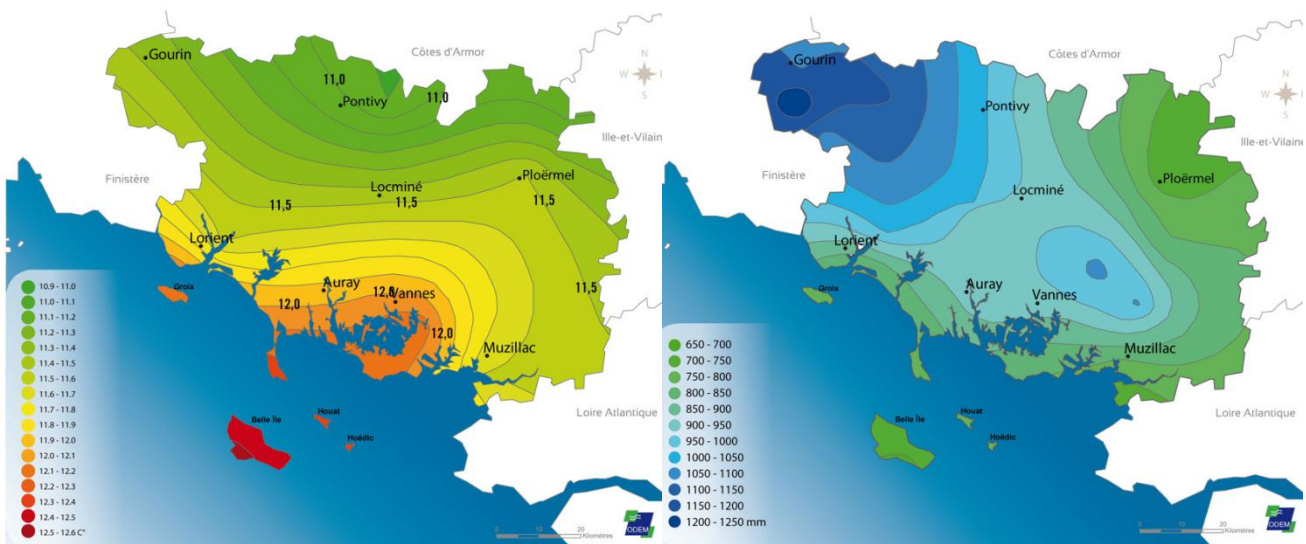 Côtes d'Armor
Gourin
11,0
11,0
Pontivy
N
W
S
Ille-et-Vilaine
Finistère
Ploërmel
Locminé
11,5
11,5
11,5
Lorient
Groix
Auray
12,0
12,0
Vannes
12,0
11,5
Muzillac
Belle Île
Houat
Hoëdic
Loire Atlantique
10.9 - 11.0
11.0 - 11.1
11.1 - 11.2
11.2 - 11.3
11.3 - 11.4
11.4 - 11.5
11.5 - 11.6
11.6 - 11.7
11.7 - 11.8
11.8 - 11.9
11.9 - 12.0
12.0 - 12.1
12.1 - 12.2
12.2 - 12.3
12.3 - 12.4
12.4 - 12.5
12.5 - 12.6 C°
0 10 20
Kilomètres
ODEM
Côtes d'Armor
Gourin
Pontivy
N
W
S
Ille-et-Vilaine
Finistère
Ploërmel
Locminé
Lorient
Groix
Auray
Vannes
Muzillac
Belle Île
Houat
Hoëdic
Loire Atlantique
650 - 700
700 - 750
750 - 800
800 - 850
850 - 900
900 - 950
950 - 1000
1000 - 1050
1050 - 1100
1100 - 1150
1150 - 1200
1200 - 1250 mm
0 10 20
Kilomètres
ODEM